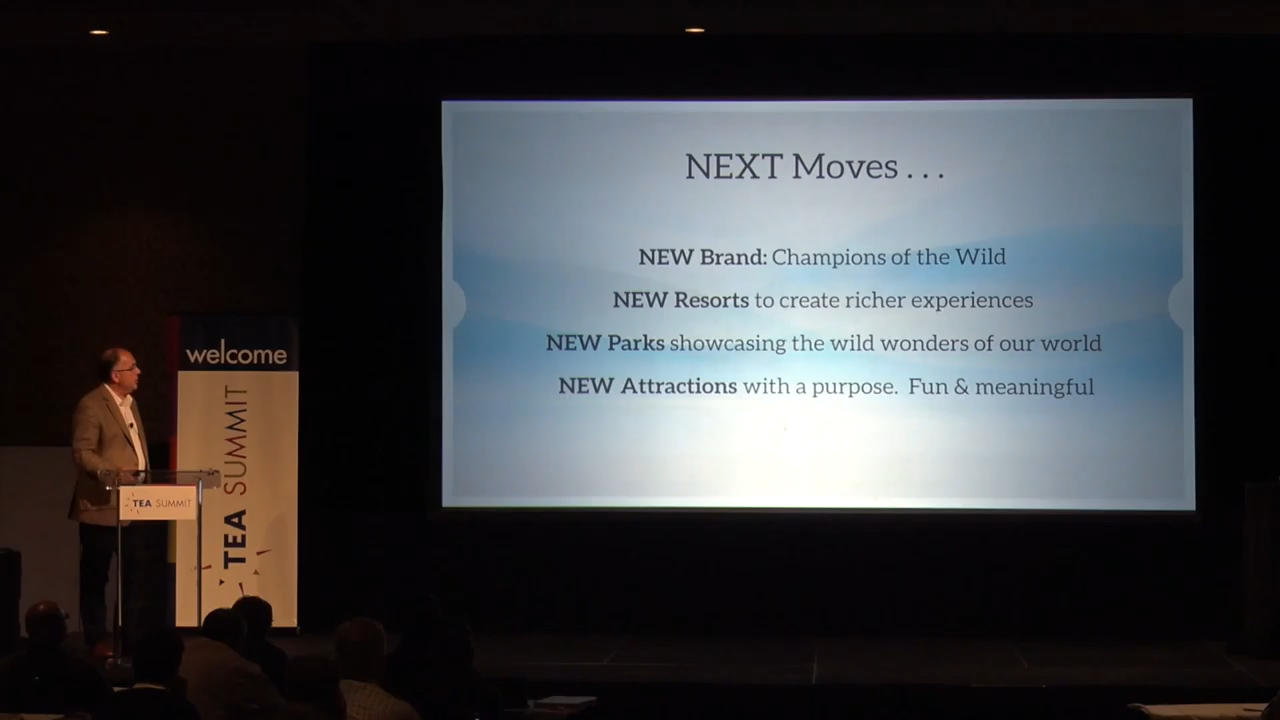 NEXT Moves . . .
NEW Brand: Champions of the Wild
NEW Resorts to create richer experiences
NEW Parks showcasing the wild wonders of our world
NEW Attractions with a purpose.  Fun & meaningful
welcome
TEA SUMMIT
TEA SUMMIT